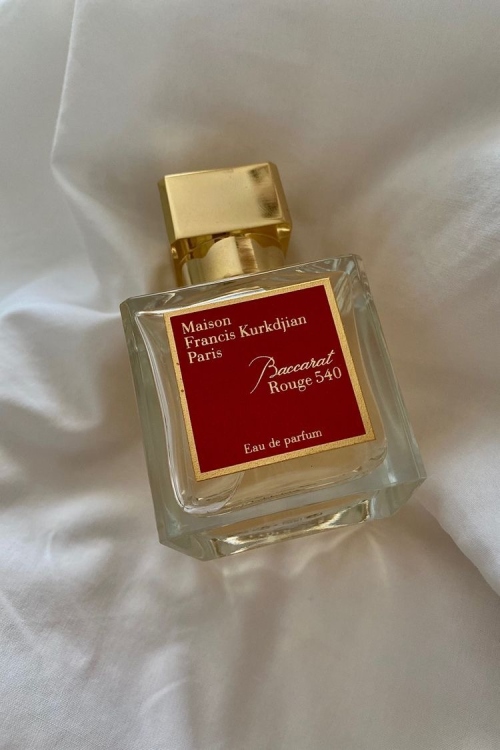 Maison
Francis Kurkdjian
Paris
Baccarat
Rouge 540
Eau de parfum